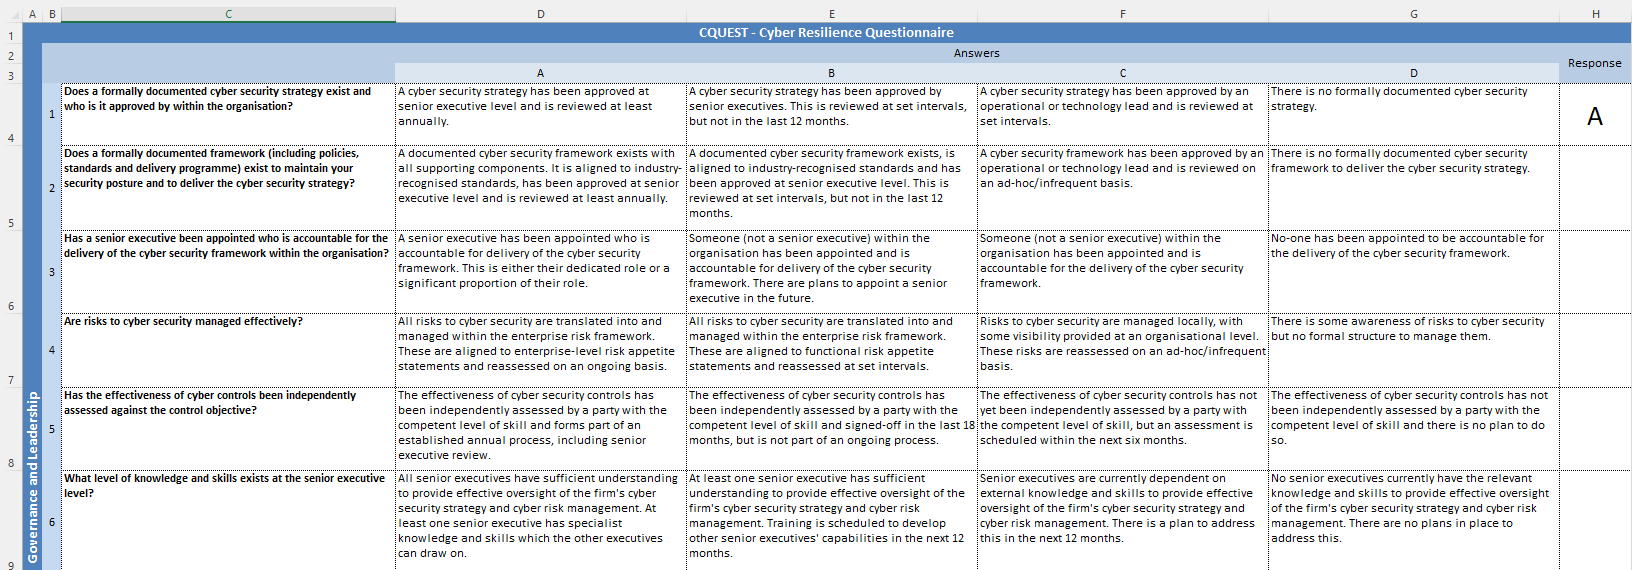 A B C D E F G H
1 CQUEST - Cyber Resilience Questionnaire
2 Answers
Response
3 A B C D
Governance and Leadership
4
1
Does a formally documented cyber security strategy exist and
who is it approved by within the organisation?
A cyber security strategy has been approved at
senior executive level and is reviewed at least
annually.
A cyber security strategy has been approved by
senior executives. This is reviewed at set intervals,
but not in the last 12 months.
A cyber security strategy has been approved by an
operational or technology lead and is reviewed at
set intervals.
There is no formally documented cyber security
strategy.
A
5
2
Does a formally documented framework (including policies,
standards and delivery programme) exist to maintain your
security posture and to deliver the cyber security strategy?
A documented cyber security framework exists with
all supporting components. It is aligned to industry-
recognised standards, has been approved at senior
executive level and is reviewed at least annually.
A documented cyber security framework exists, is
aligned to industry-recognised standards and has
been approved at senior executive level. This is
reviewed at set intervals, but not in the last 12
months.
A cyber security framework has been approved by an
operational or technology lead and is reviewed on
an ad-hoc/infrequent basis.
There is no formally documented cyber security
framework to deliver the cyber security strategy.
6
3
Has a senior executive been appointed who is accountable for the
delivery of the cyber security framework within the organisation?
A senior executive has been appointed who is
accountable for delivery of the cyber security
framework. This is either their dedicated role or a
significant proportion of their role.
Someone (not a senior executive) within the
organisation has been appointed and is
accountable for delivery of the cyber security
framework. There are plans to appoint a senior
executive in the future.
Someone (not a senior executive) within the
organisation has been appointed and is
accountable for the delivery of the cyber security
framework.
No-one has been appointed to be accountable for
the delivery of the cyber security framework.
7
4
Are risks to cyber security managed effectively?
All risks to cyber security are translated into and
managed within the enterprise risk framework.
These are aligned to enterprise-level risk appetite
statements and reassessed on an ongoing basis.
All risks to cyber security are translated into and
managed within the enterprise risk framework.
These are aligned to functional risk appetite
statements and reassessed at set intervals.
Risks to cyber security are managed locally, with
some visibility provided at an organisational level.
These risks are reassessed on an ad-hoc/infrequent
basis.
There is some awareness of risks to cyber security
but no formal structure to manage them.
8
5
Has the effectiveness of cyber controls been independently
assessed against the control objective?
The effectiveness of cyber security controls has
been independently assessed by a party with the
competent level of skill and forms part of an
established annual process, including senior
executive review.
The effectiveness of cyber security controls has
been independently assessed by a party with the
competent level of skill and signed-off in the last 18
months, but is not part of an ongoing process.
The effectiveness of cyber security controls has not
yet been independently assessed by a party with
the competent level of skill, but an assessment is
scheduled within the next six months.
The effectiveness of cyber security controls has not
been independently assessed by a party with the
competent level of skill and there is no plan to do
so.
9
6
What level of knowledge and skills exists at the senior executive
level?
All senior executives have sufficient understanding
to provide effective oversight of the firm's cyber
security strategy and cyber risk management. At
least one senior executive has specialist
knowledge and skills which the other executives
can draw on.
At least one senior executive has sufficient
understanding to provide effective oversight of the
firm's cyber security strategy and cyber risk
management. Training is scheduled to develop
other senior executives' capabilities in the next 12
months.
Senior executives are currently dependent on
external knowledge and skills to provide effective
oversight of the firm's cyber security strategy and
cyber risk management. There is a plan to address
this in the next 12 months.
No senior executives currently have the relevant
knowledge and skills to provide effective oversight
of the firm's cyber security strategy and cyber risk
management. There are no plans in place to
address this.